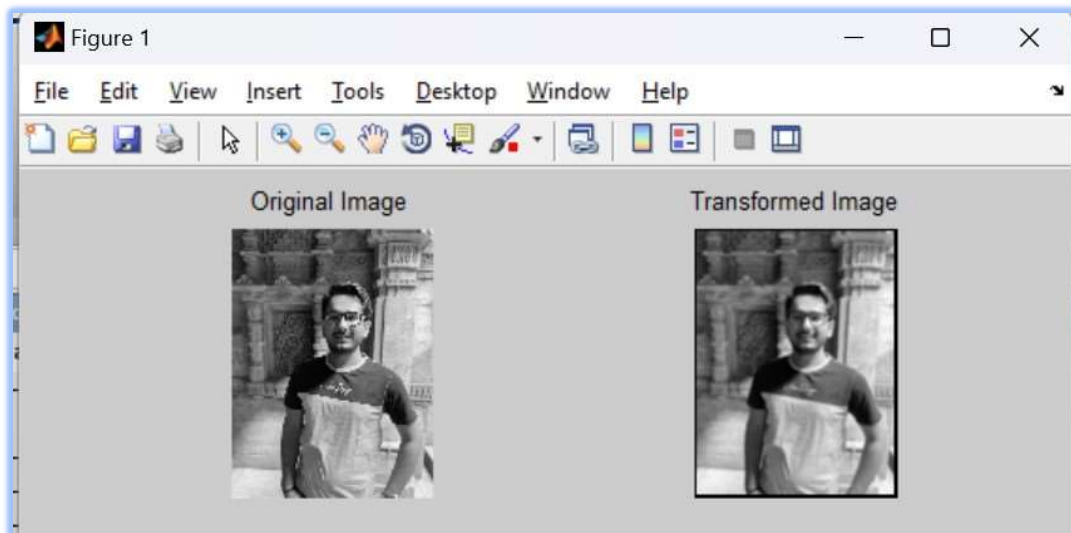 Figure 1
File Edit View Insert Tools Desktop Window Help
Original Image Transformed Image